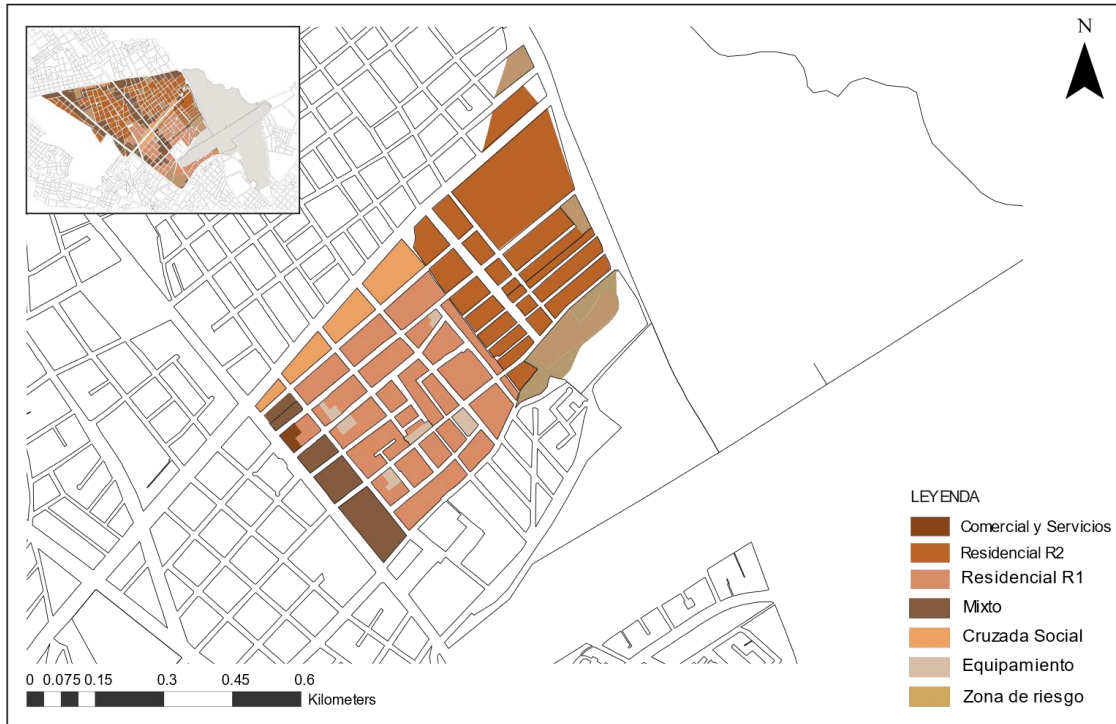 N
LEYENDA
Comercial y Servicios
Residencial R2
Residencial R1
Mixto
Cruzada Social
Equipamiento
Zona de riesgo
0 0.075 0.15 0.3 0.45 0.6
Kilometers